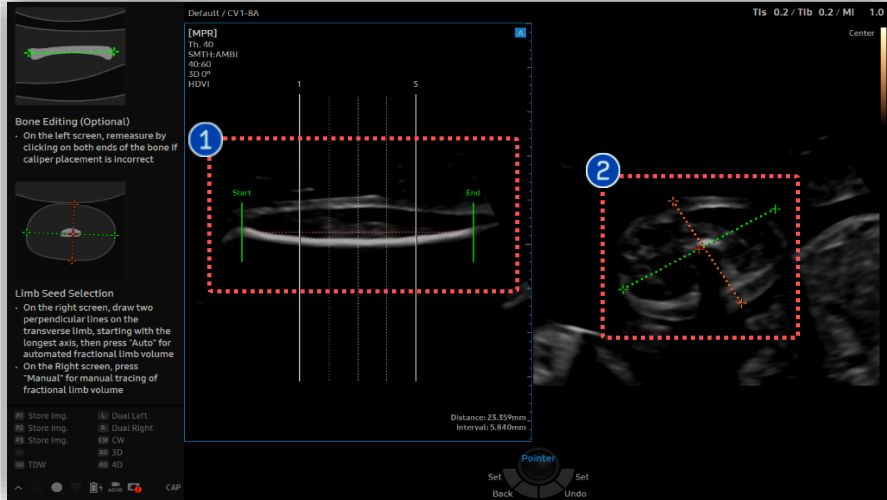 Default / CV1-8A
TIs 0.2 / TIb 0.2 / MI 1.0
[MPR]
Th. 40
SMTH:AMBI
40:60
3D 0º
HDVI
A
Center
1
5
1
2
Start
End
Bone Editing (Optional)
- On the left screen, remeasure by
clicking on both ends of the bone if
caliper placement is incorrect
Limb Seed Selection
- On the right screen, draw two
perpendicular lines on the
transverse limb, starting with the
longest axis, then press "Auto" for
automated fractional limb volume
- On the Right screen, press
"Manual" for manual tracing of
fractional limb volume
Distance: 23.359mm
Interval: 5.840mm
P1 Store Img.
L Dual Left
P2 Store Img.
R Dual Right
P3 Store Img.
CW CW
3D 3D
U2 TDW
4D 4D
Pointer
Set
Set
Back
Undo
CAP